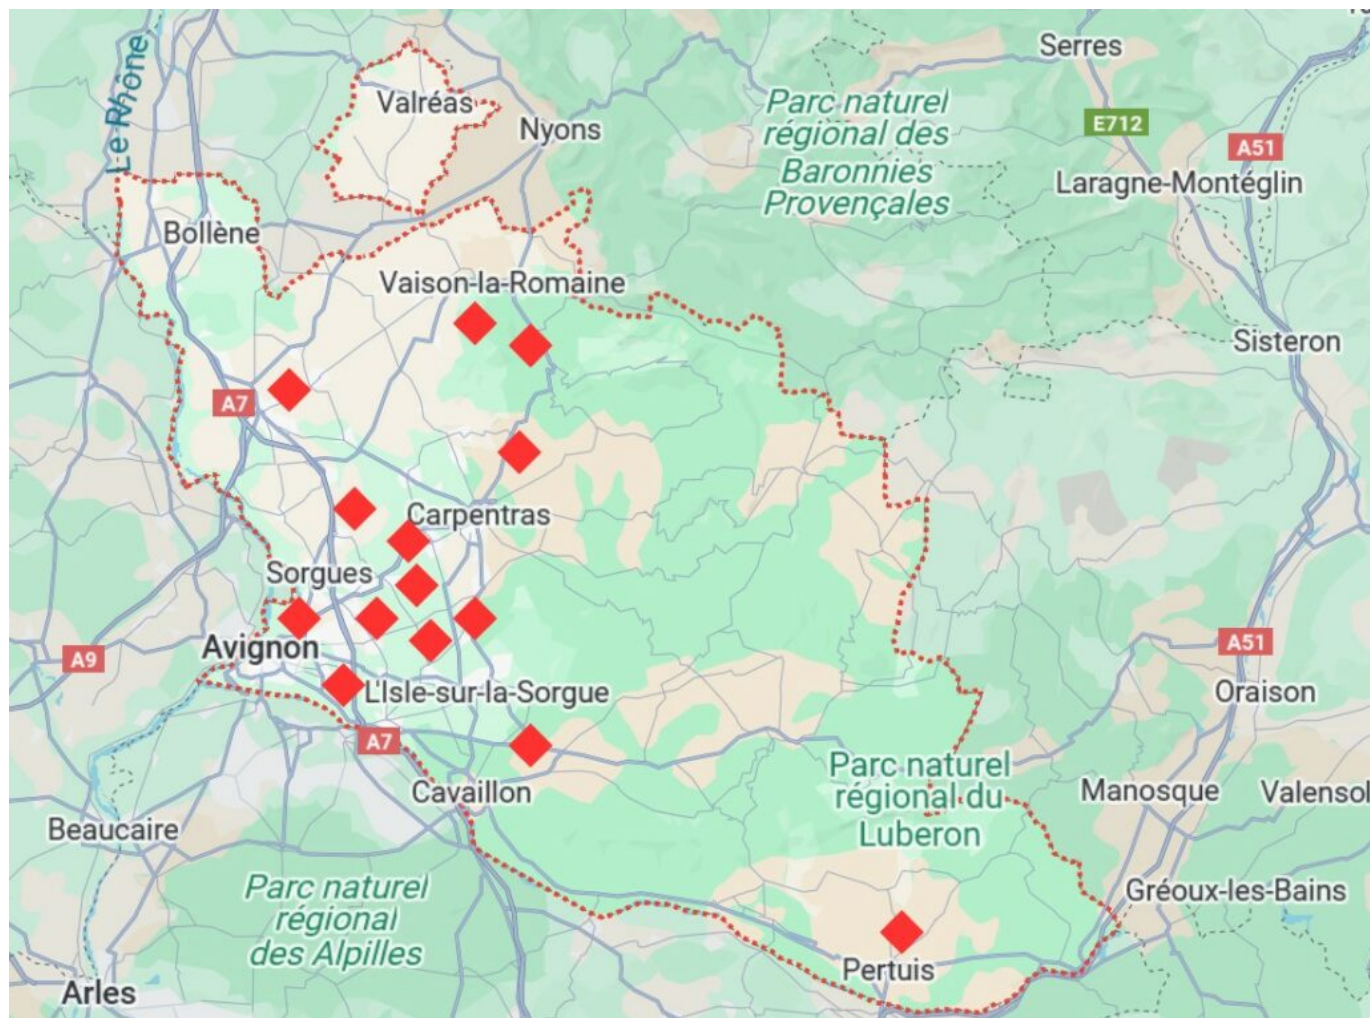 Serres
Le Rhône
Valréas
Nyons
Parc naturel
régional des
Baronnies
Provençales
E712
A51
Laragne-Montéglin
Bollène
Vaison-la-Romaine
Sisteron
A7
Carpentras
Sorgues
Avignon
A9
A51
L'Isle-sur-la-Sorgue
Oraison
A7
Parc naturel
régional du
Luberon
Cavaillon
Manosque
Valensol
Beaucaire
Parc naturel
régional
des Alpilles
Gréoux-les-Bains
Pertuis
Arles